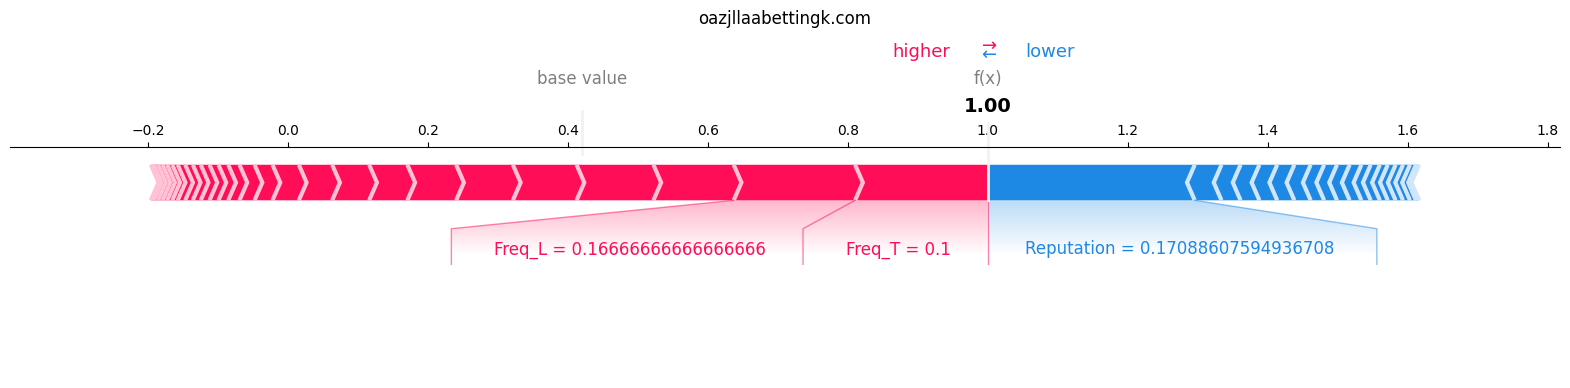 oazjllaabettingk.com
higher ⇄ lower
base value f(x)
1.00
−0.2 0.0 0.2 0.4 0.6 0.8 1.0 1.2 1.4 1.6 1.8
Freq_L = 0.16666666666666666 Freq_T = 0.1 Reputation = 0.17088607594936708